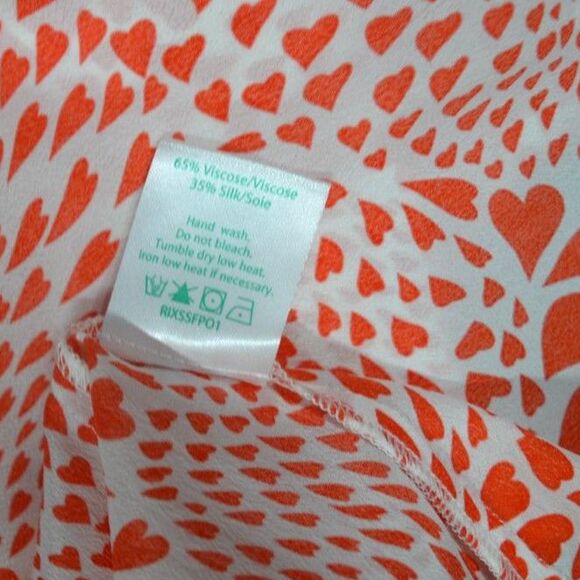 65% Viscose/Viscose
35% Silk/Soie
Hand wash.
Do not bleach.
Tumble dry low heat.
Iron low heat if necessary.
RIXSSFPO1